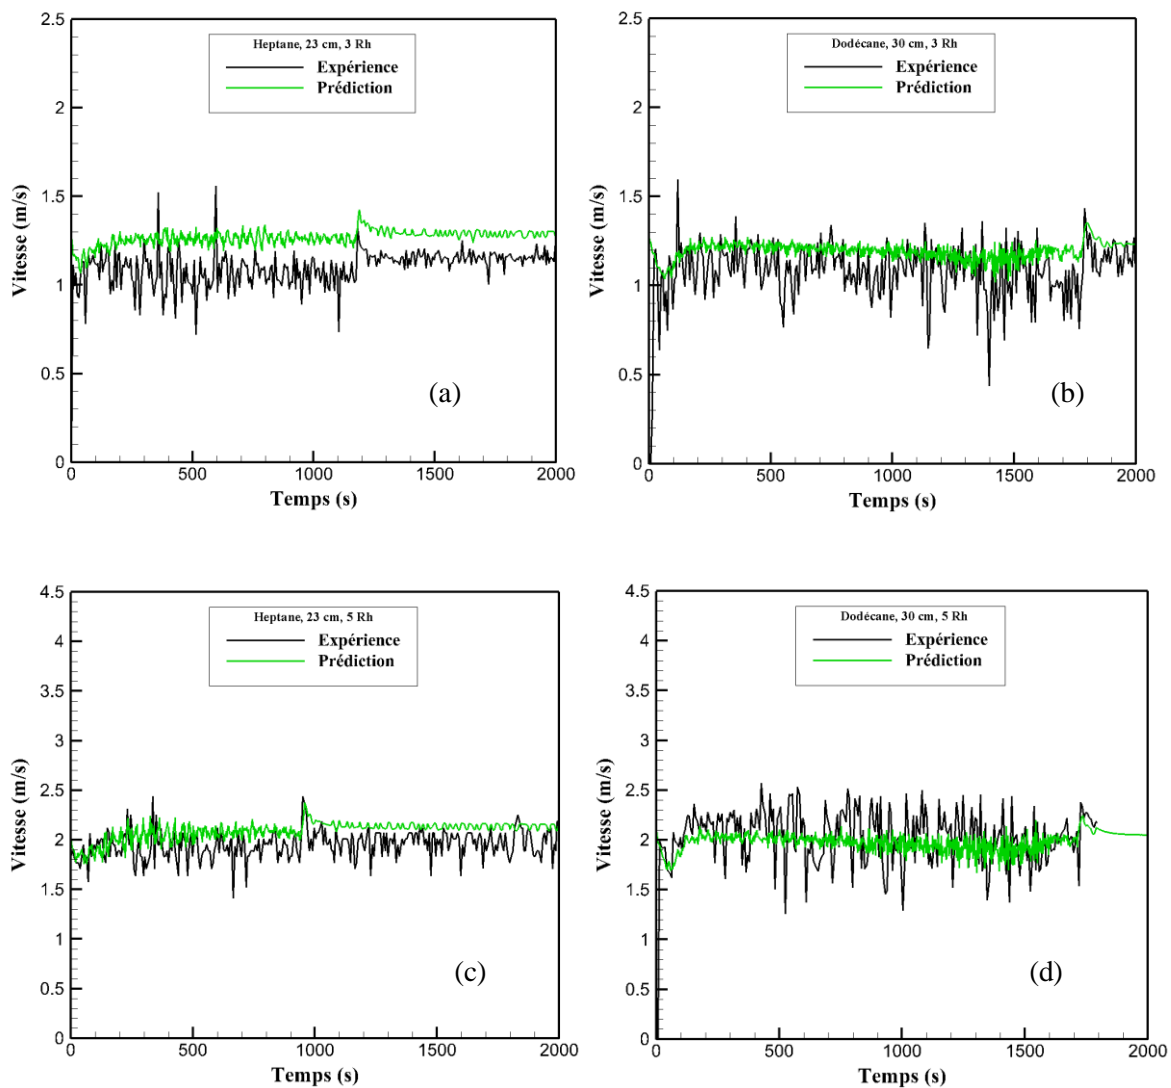 2.5
2
1.5
1
0.5
0
Vitesse (m/s)
Heptane, 23 cm, 3 Rh
Expérience
Prédiction
(a)
0 500 1000 1500 2000
Temps (s)
2.5
2
1.5
1
0.5
0
Vitesse (m/s)
Dodécane, 30 cm, 3 Rh
Expérience
Prédiction
(b)
0 500 1000 1500 2000
Temps (s)
4.5
4
3.5
3
2.5
2
1.5
1
0.5
0
Vitesse (m/s)
Heptane, 23 cm, 5 Rh
Expérience
Prédiction
(c)
0 500 1000 1500 2000
Temps (s)
4.5
4
3.5
3
2.5
2
1.5
1
0.5
0
Vitesse (m/s)
Dodécane, 30 cm, 5 Rh
Expérience
Prédiction
(d)
0 500 1000 1500 2000
Temps (s)